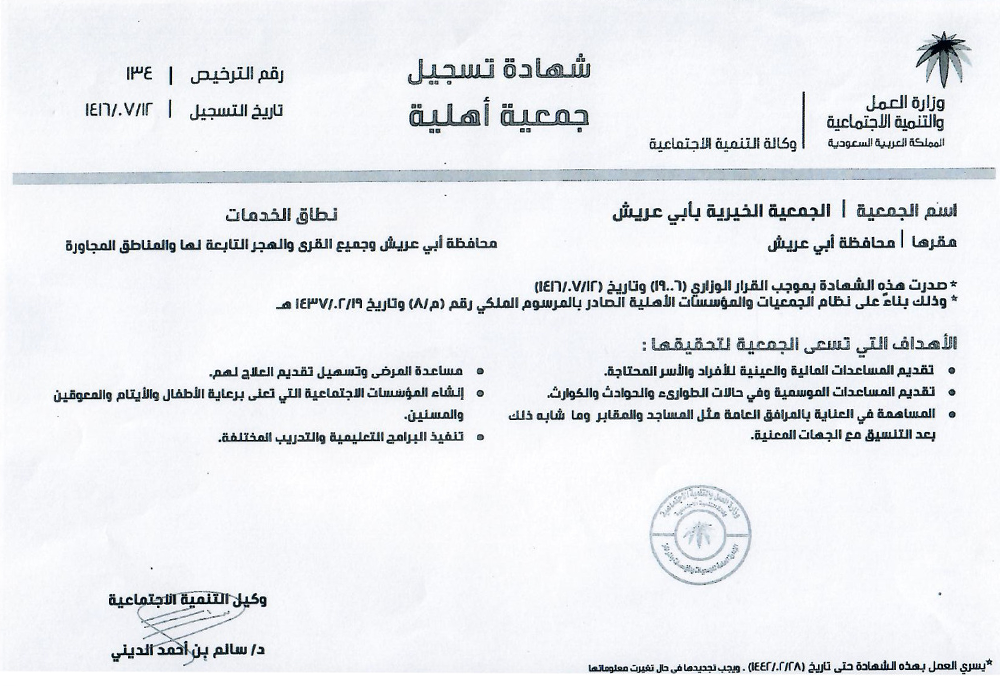 وزارة العمل
والتنمية الاجتماعية
المملكة العربية السعودية
وكالة التنمية الاجتماعية
شهادة تسجيل
جمعية أهلية
رقم الترخيص | ١٣٤
تاريخ التسجيل | ١٤١٦/٠٧/١٢
اسم الجمعية | الجمعية الخيرية بأبي عريش
مقرها | محافظة أبي عريش
نطاق الخدمات
محافظة أبي عريش وجميع القرى والهجر التابعة لها والمناطق المجاورة
* صدرت هذه الشهادة بموجب القرار الوزاري (١٩٠٠٦) وتاريخ (١٤١٦/٠٧/١٢)
* وذلك بناءً على نظام الجمعيات والمؤسسات الأهلية الصادر بالمرسوم الملكي رقم (م/٨) وتاريخ ١٤٣٧/٠٢/١٩ هـ
الأهداف التي تسعى الجمعية لتحقيقها :
• تقديم المساعدات المالية والعينية للأفراد والأسر المحتاجة.
• تقديم المساعدات الموسمية وفي حالات الطوارىء والحوادث والكوارث.
• المساهمة في العناية بالمرافق العامة مثل المساجد والمقابر وما شابه ذلك
بعد التنسيق مع الجهات المعنية.
• مساعدة المرضى وتسهيل تقديم العلاج لهم.
• إنشاء المؤسسات الاجتماعية التي تعنى برعاية الأطفال والأيتام والمعوقين
والمسنين.
• تنفيذ البرامج التعليمية والتدريب المختلفة.
وزارة العمل والتنمية الاجتماعية
وكيل التنمية الاجتماعية
د/ سالم بن أحمد الديني
*يسري العمل بهذه الشهادة حتى تاريخ (١٤٤٢/٠٢/٢٨) ، ويجب تجديدها في حال تغيرت معلوماتها